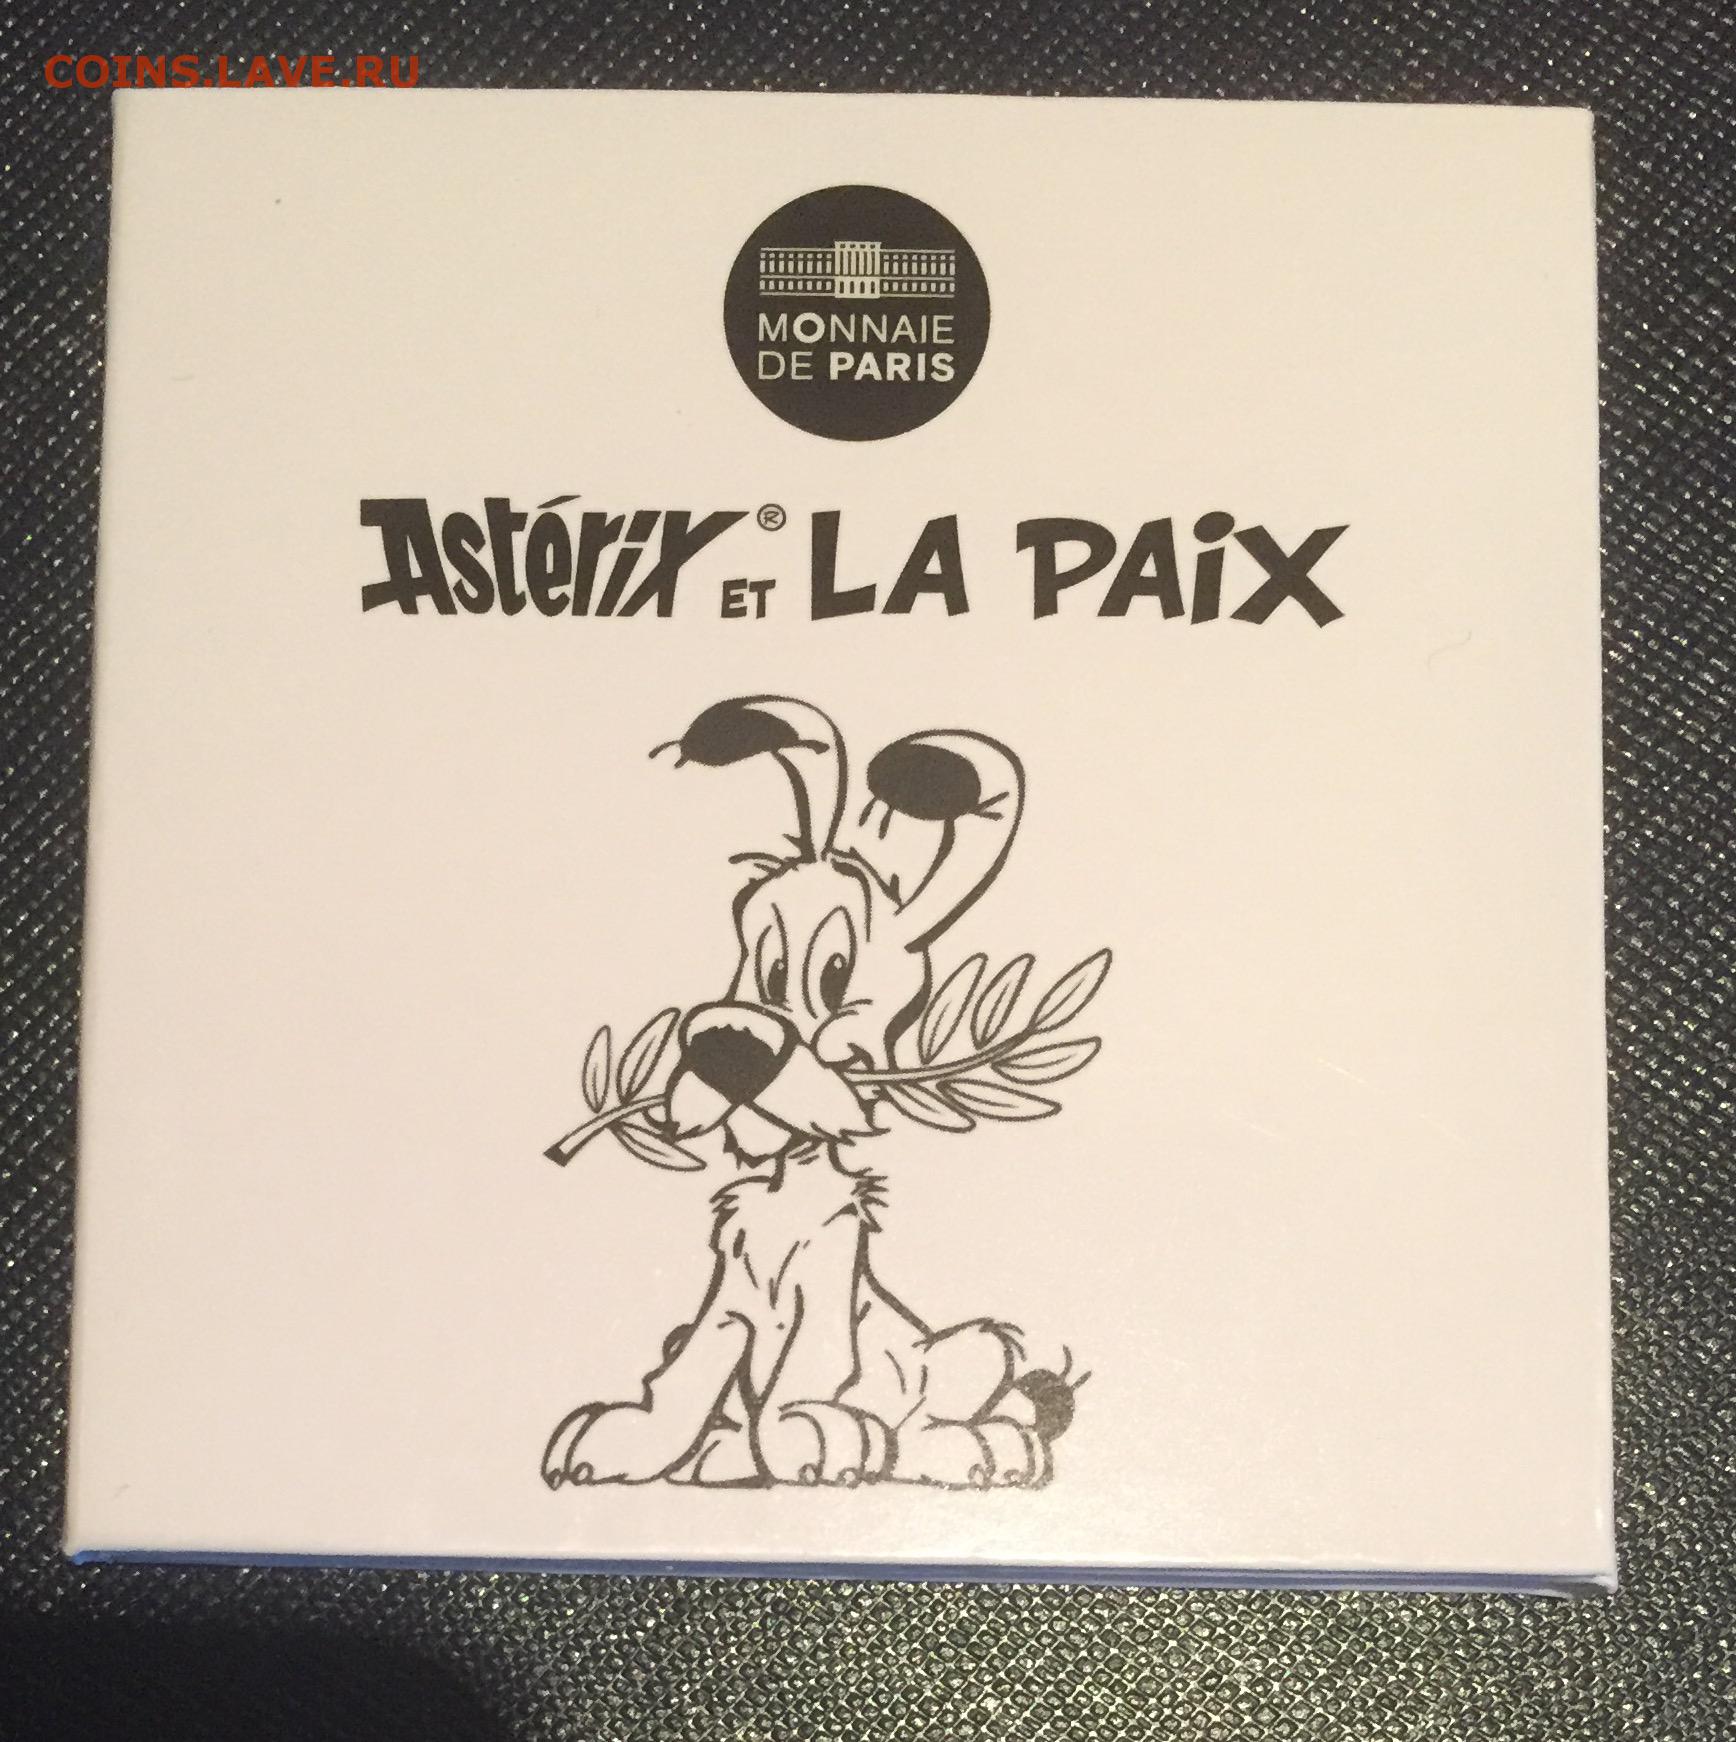 COINS.LAVE.RU
MONNAIE
DE PARIS
Astérix® ET LA PAiX